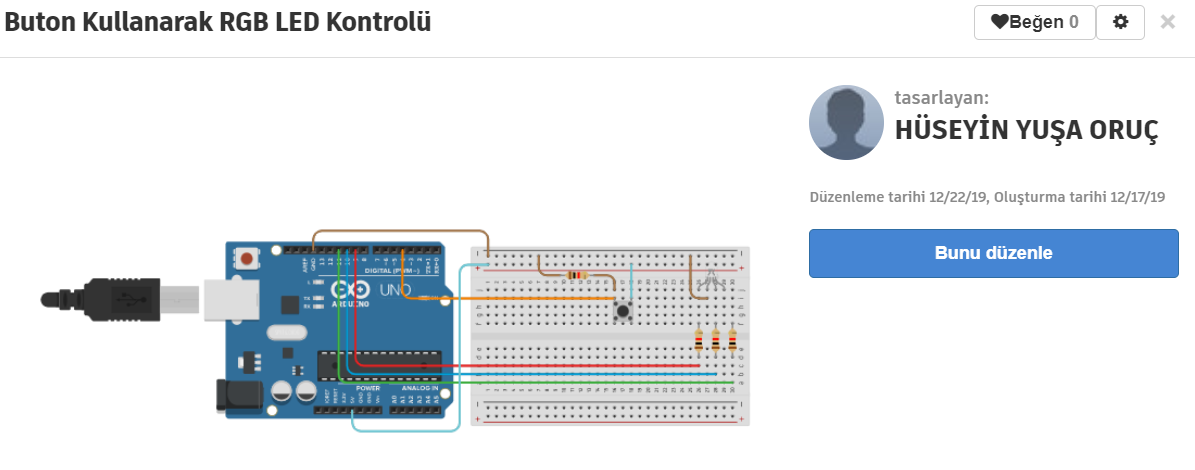 Buton Kullanarak RGB LED Kontrolü
Beğen 0
tasarlayan:
HÜSEYİN YUŞA ORUÇ
Düzenleme tarihi 12/22/19, Oluşturma tarihi 12/17/19
Bunu düzenle
DIGITAL (PWM~)
UNO
ARDUINO
POWER
ANALOG IN